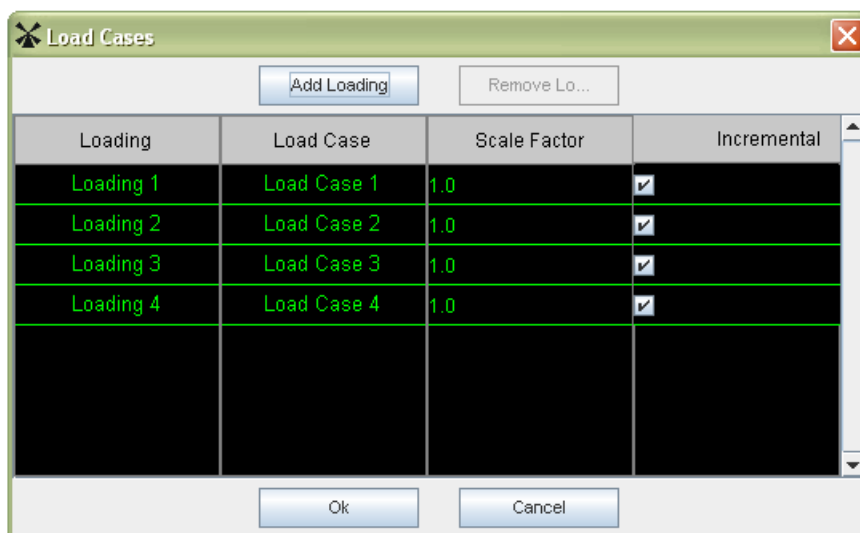 Load Cases
Add Loading Remove Lo...
Loading Load Case Scale Factor Incremental
Loading 1 Load Case 1 1.0
Loading 2 Load Case 2 1.0
Loading 3 Load Case 3 1.0
Loading 4 Load Case 4 1.0
Ok Cancel